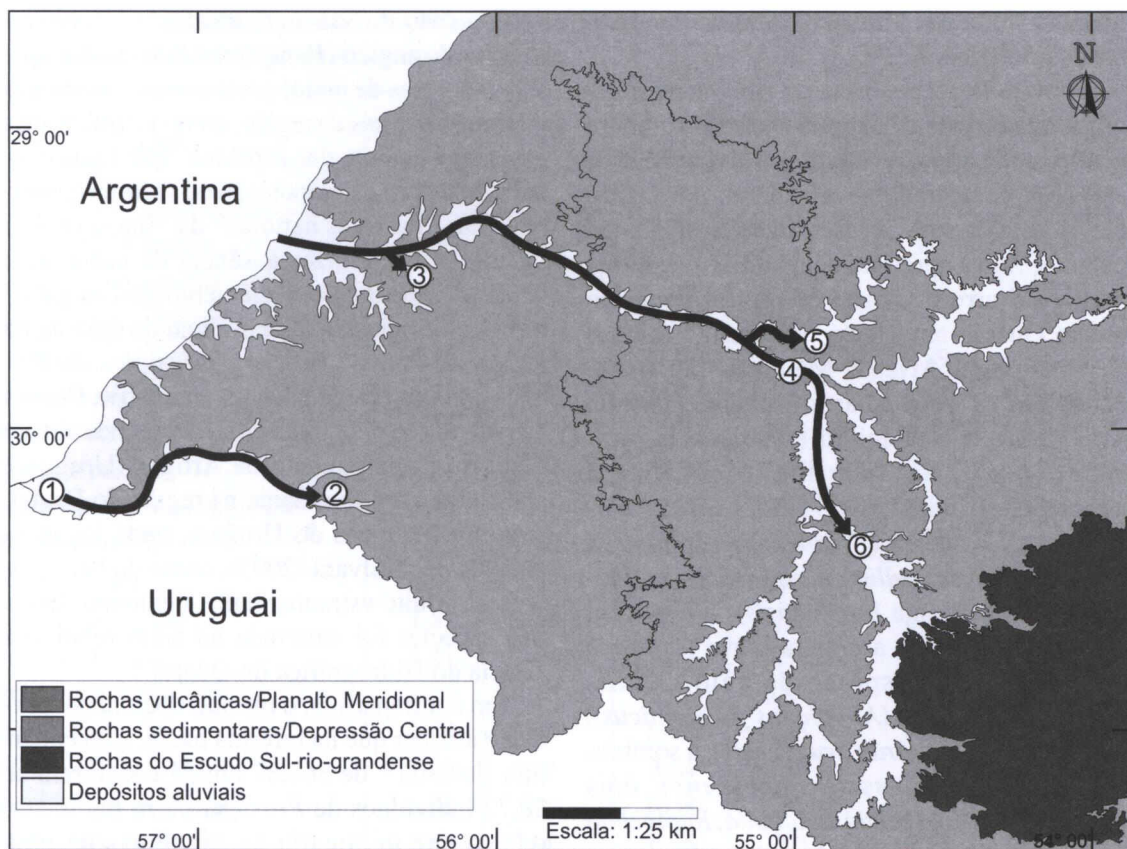 N
29° 00'
Argentina
3
5
4
30° 00'
1
2
6
Uruguai
Rochas vulcânicas/Planalto Meridional
Rochas sedimentares/Depressão Central
Rochas do Escudo Sul-rio-grandense
Depósitos aluviais
Escala: 1:25 km
57° 00'
56° 00'
55° 00'
54° 00'